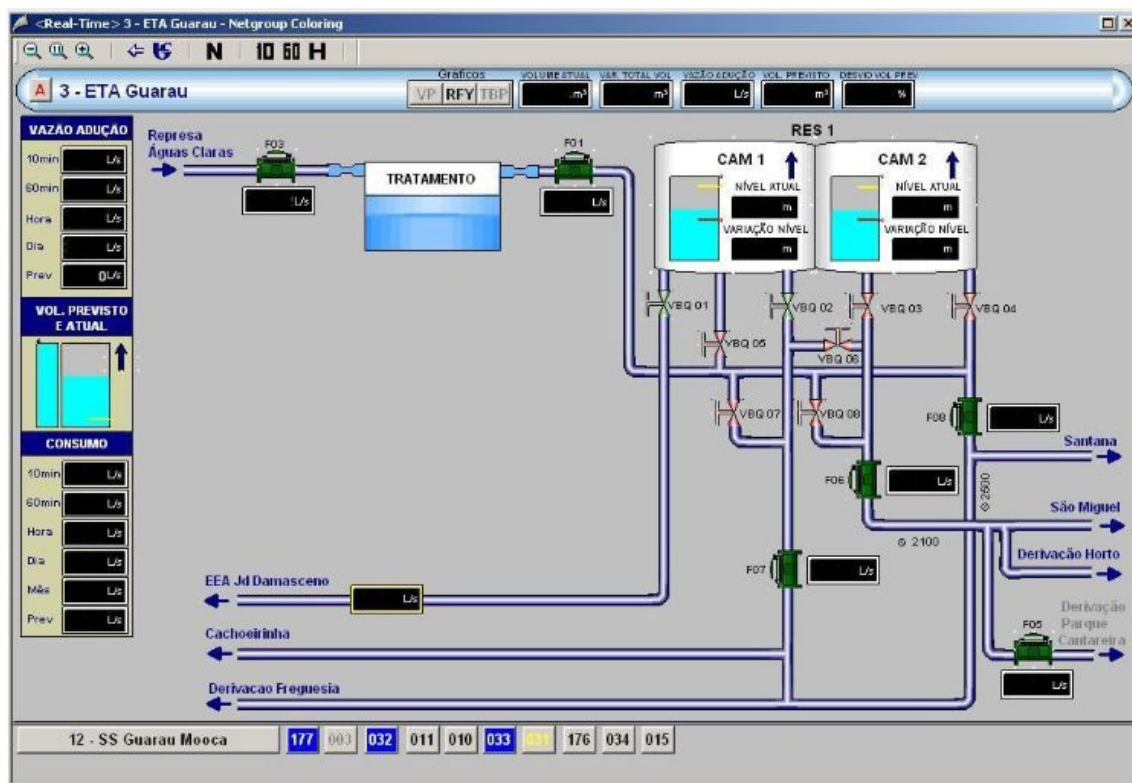 <Real-Time> 3 - ETA Guarau - Netgroup Coloring
N 10 60 H
A 3 - ETA Guarau
Gráficos
VP RFY TBP
VOLUME ATUAL
m³
VAR. TOTAL VOL
m³
VAZÃO ADUÇÃO
L/s
VOL. PREVISTO
m³
DESVIO VOL PREV
%
VAZÃO ADUÇÃO
10min L/s
60min L/s
Hora L/s
Dia L/s
Prev 0L/s
VOL. PREVISTO
E ATUAL
CONSUMO
10min L/s
60min L/s
Hora L/s
Dia L/s
Mês L/s
Prev L/s
Represa
Águas Claras
F03
L/s
TRATAMENTO
F01
L/s
RES 1
CAM 1
NÍVEL ATUAL
m
VARIAÇÃO NÍVEL
m
CAM 2
NÍVEL ATUAL
m
VARIAÇÃO NÍVEL
m
VBQ 01
VBQ 02
VBQ 03
VBQ 04
VBQ 05
VBQ 06
VBQ 07
VBQ 08
F08
L/s
Santana
F06
L/s
Ø 2500
São Miguel
Ø 2100
Derivação Horto
F07
L/s
EEA Jd Damasceno
L/s
Derivação
Parque
Cantareira
F05
L/s
Cachoeirinha
Derivacao Freguesia
12 - SS Guarau Mooca 177 003 032 011 010 033 031 176 034 015